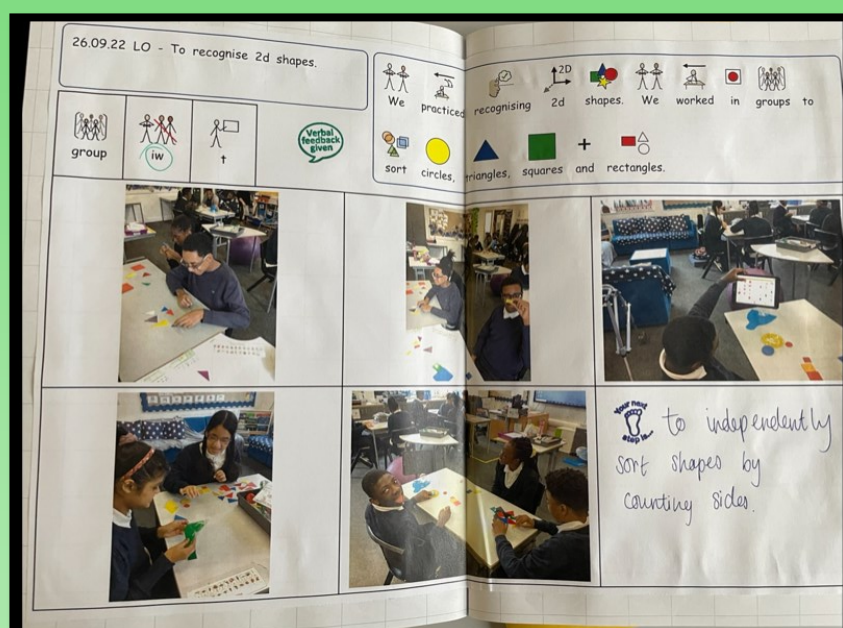 26.09.22 LO - To recognise 2d shapes.
group
iw
t
Verbal
feedback
given
2D
We practiced recognising 2d shapes. We worked in groups to
sort circles, triangles, squares and rectangles.
Your next
step is...
to independently
sort shapes by
counting sides.